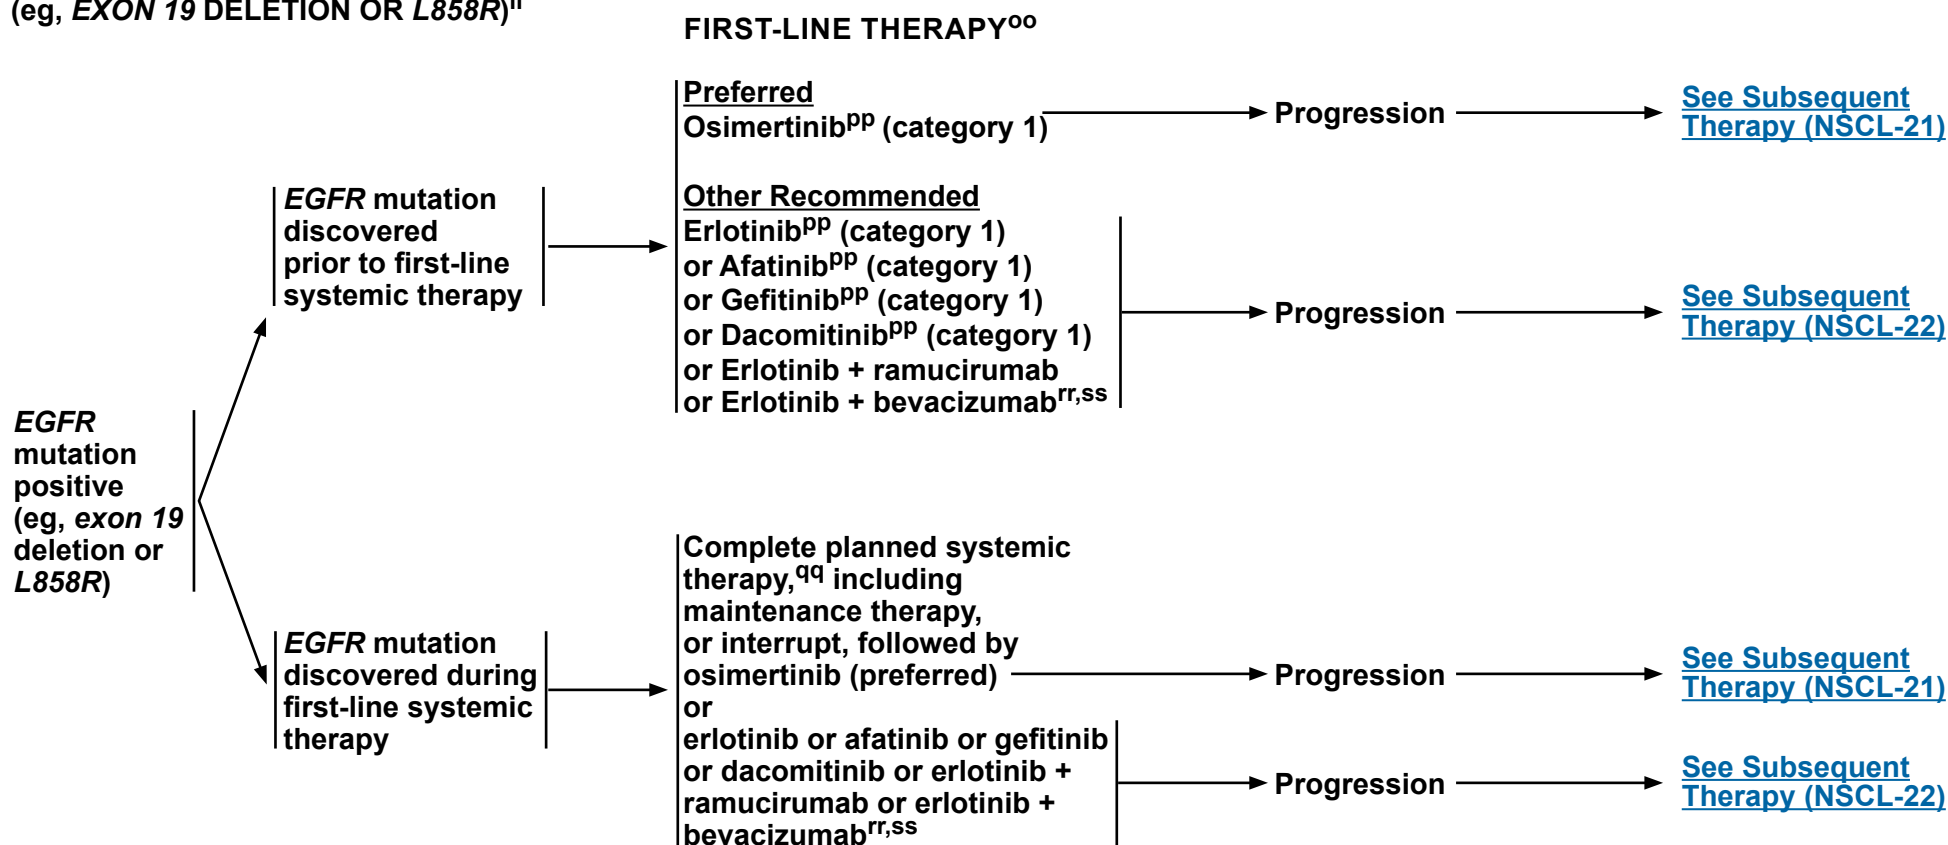 (eg, EXON 19 DELETION OR L858R)ⁿ
FIRST-LINE THERAPYoo
Preferred
Osimertinibpp (category 1)
Progression
See Subsequent
Therapy (NSCL-21)
EGFR mutation
discovered
prior to first-line
systemic therapy
Other Recommended
Erlotinibpp (category 1)
or Afatinibpp (category 1)
or Gefitinibpp (category 1)
or Dacomitinibpp (category 1)
or Erlotinib + ramucirumab
or Erlotinib + bevacizumabrr,ss
Progression
See Subsequent
Therapy (NSCL-22)
EGFR
mutation
positive
(eg, exon 19
deletion or
L858R)
EGFR mutation
discovered during
first-line systemic
therapy
Complete planned systemic
therapy,qq including
maintenance therapy,
or interrupt, followed by
osimertinib (preferred)
or
erlotinib or afatinib or gefitinib
or dacomitinib or erlotinib +
ramucirumab or erlotinib +
bevacizumabrr,ss
Progression
See Subsequent
Therapy (NSCL-21)
Progression
See Subsequent
Therapy (NSCL-22)